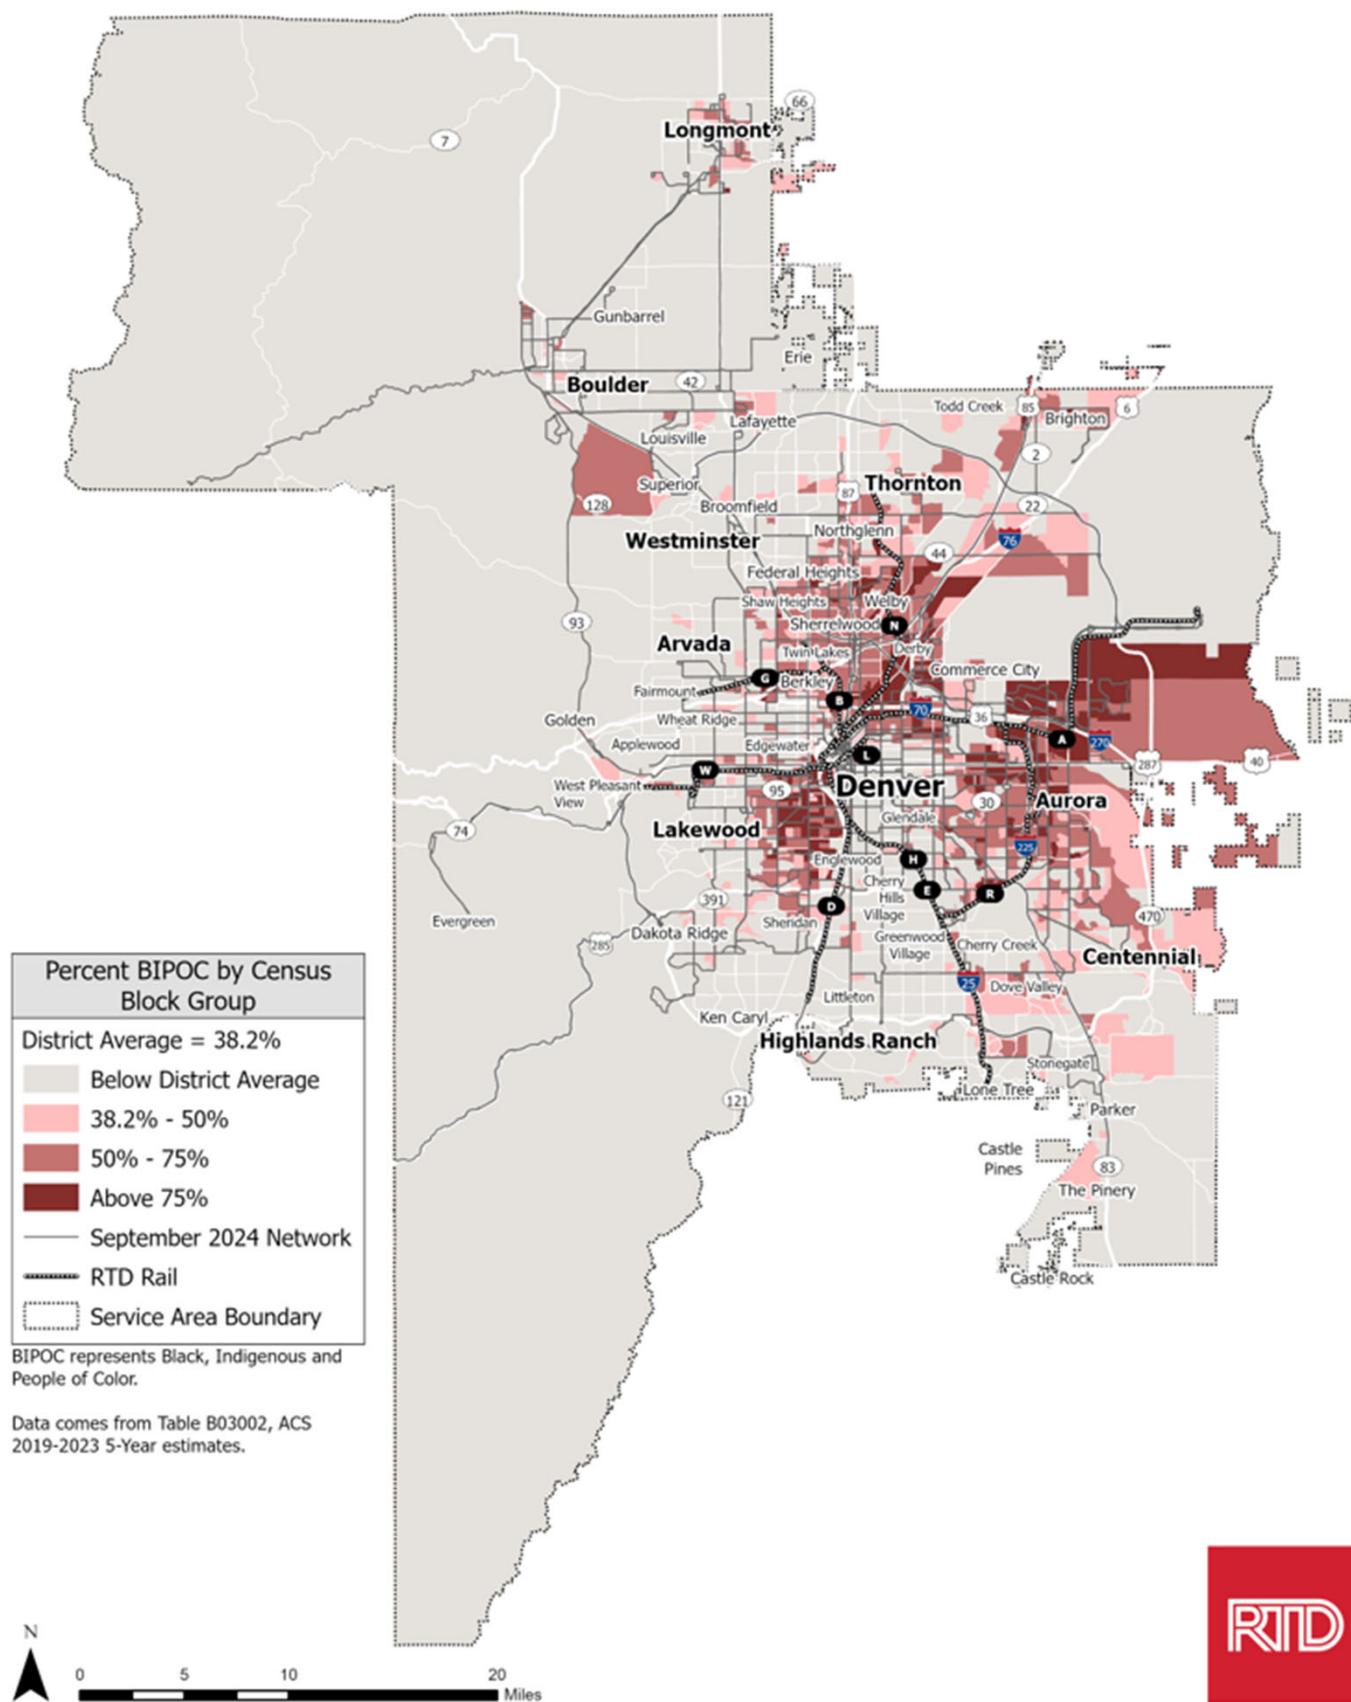 66
Longmont
7
Gunbarrel
Erie
Boulder
42
Todd Creek
85
6
Brighton
Lafayette
Louisville
2
Superior
Thornton
87
128
Broomfield
22
Northglenn
Westminster
76
44
Federal Heights
Shaw Heights
Welby
93
Sherrelwood
N
Arvada
Twin Lakes
Derby
Commerce City
G
Berkley
Fairmount
B
70
Golden
Wheat Ridge
36
Applewood
Edgewater
A
270
L
287
40
W
West Pleasant
View
95
Denver
30
Aurora
74
Lakewood
Glendale
225
Englewood
H
Cherry
Hills
Village
E
R
391
D
Evergreen
Sheridan
470
Dakota Ridge
285
Greenwood
Village
Cherry Creek
Centennial
25
Dove Valley
Littleton
Ken Caryl
Highlands Ranch
Stonegate
Lone Tree
121
Parker
Castle
Pines
83
The Pinery
Castle Rock
Percent BIPOC by Census
Block Group
District Average = 38.2%
Below District Average
38.2% - 50%
50% - 75%
Above 75%
September 2024 Network
RTD Rail
Service Area Boundary
BIPOC represents Black, Indigenous and
People of Color.
Data comes from Table B03002, ACS
2019-2023 5-Year estimates.
N
0 5 10 20
Miles
RTD